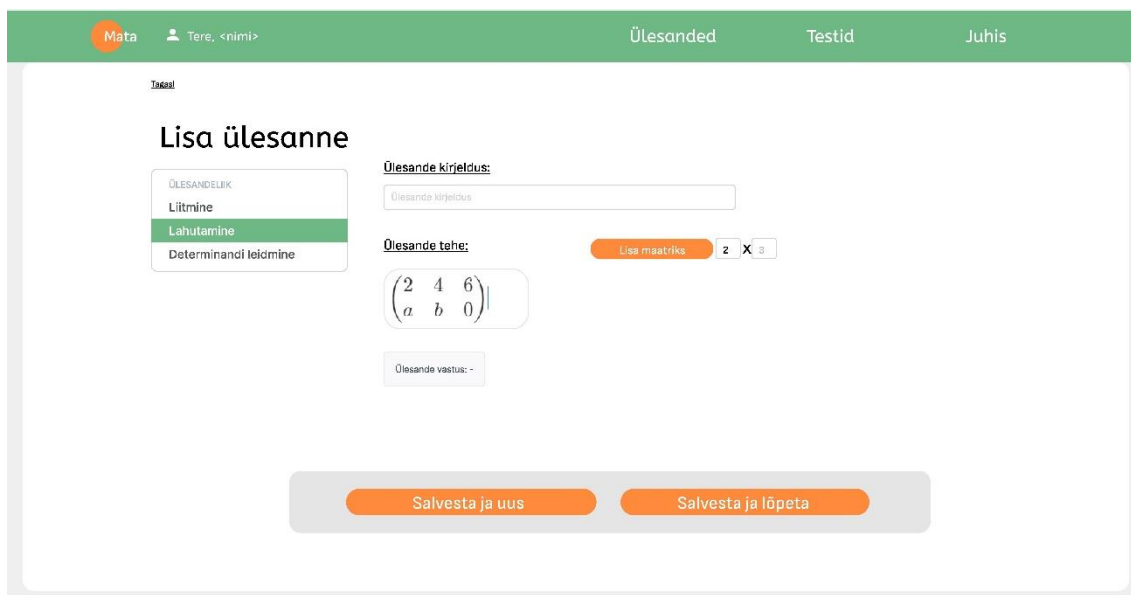 Mata Tere, <nimi> Ülesanded Testid Juhis
Tagasi
Lisa ülesanne
ÜLESANDELIIK
Liitmine
Lahutamine
Determinandi leidmine
Ülesande kirjeldus:
Ülesande kirjeldus
Ülesande tehe: Lisa maatriks 2 X 3
2 4 6
a b 0
Ülesande vastus: -
Salvesta ja uus Salvesta ja lõpeta